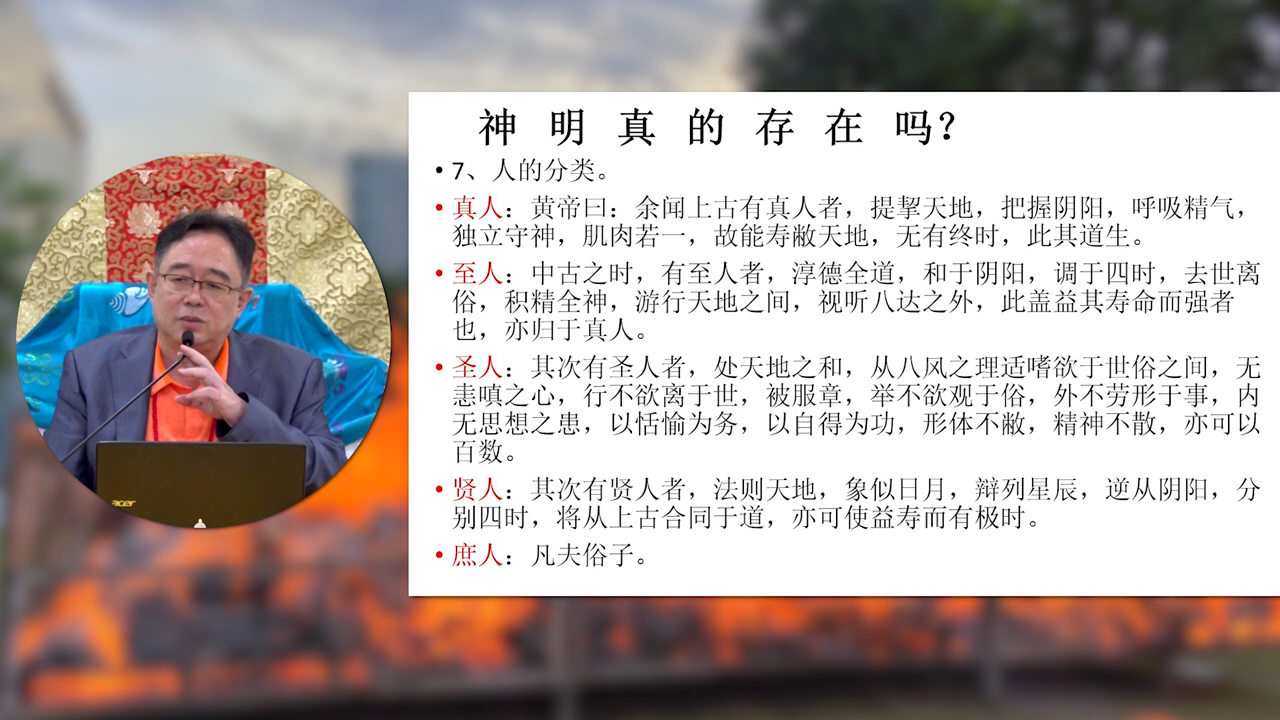 神明真的存在吗?
• 7、人的分类。
• 真人：黄帝曰：余闻上古有真人者，提挈天地，把握阴阳，呼吸精气，
独立守神，肌肉若一，故能寿敝天地，无有终时，此其道生。
• 至人：中古之时，有至人者，淳德全道，和于阴阳，调于四时，去世离
俗，积精全神，游行天地之间，视听八达之外，此盖益其寿命而强者
也，亦归于真人。
• 圣人：其次有圣人者，处天地之和，从八风之理适嗜欲于世俗之间，无
恚嗔之心，行不欲离于世，被服章，举不欲观于俗，外不劳形于事，内
无思想之患，以恬愉为务，以自得为功，形体不敝，精神不散，亦可以
百数。
• 贤人：其次有贤人者，法则天地，象似日月，辩列星辰，逆从阴阳，分
别四时，将从上古合同于道，亦可使益寿而有极时。
• 庶人：凡夫俗子。
acer